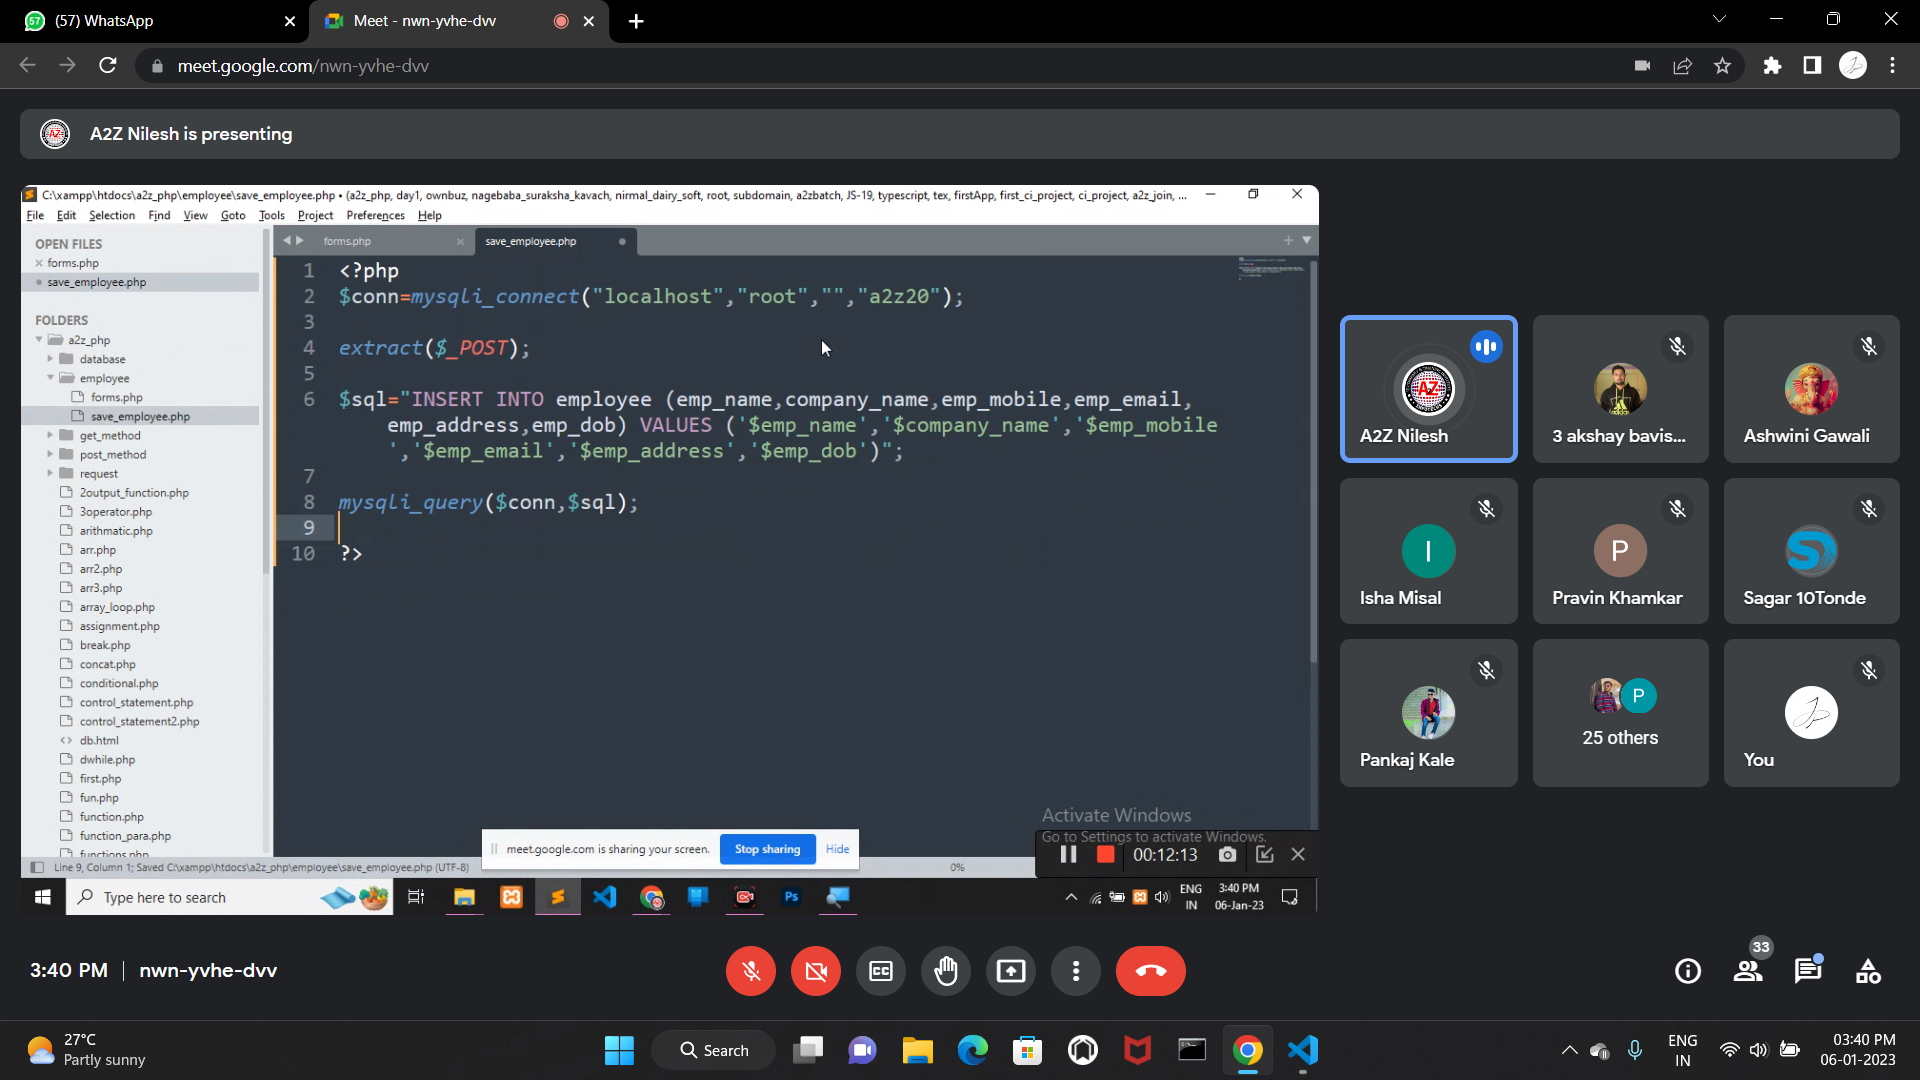 (57) WhatsApp
Meet - nwn-yvhe-dvv
meet.google.com/nwn-yvhe-dvv
A2Z Nilesh is presenting
C:\xampp\htdocs\a2z_php\employee\save_employee.php • (a2z_php, day1, ownbuz, nagebaba_suraksha_kavach, nirmal_dairy_soft, root, subdomain, a2zbatch, JS-19, typescript, tex, firstApp, first_ci_project, ci_project, a2z_join, ...
File Edit Selection Find View Goto Tools Project Preferences Help
OPEN FILES
forms.php
save_employee.php
FOLDERS
a2z_php
database
employee
forms.php
save_employee.php
get_method
post_method
request
2output_function.php
3operator.php
arithmatic.php
arr.php
arr2.php
arr3.php
array_loop.php
assignment.php
break.php
concat.php
conditional.php
control_statement.php
control_statement2.php
db.html
dwhile.php
first.php
fun.php
function.php
function_para.php
functions.php
forms.php
save_employee.php
1 <?php
2 $conn=mysqli_connect("localhost","root","","a2z20");
3
4 extract($_POST);
5
6 $sql="INSERT INTO employee (emp_name,company_name,emp_mobile,emp_email,
emp_address,emp_dob) VALUES ('$emp_name','$company_name','$emp_mobile
','$emp_email','$emp_address','$emp_dob')";
7
8 mysqli_query($conn,$sql);
9
10 ?>
Activate Windows
Go to Settings to activate Windows.
meet.google.com is sharing your screen.
Stop sharing
Hide
00:12:13
Line 9, Column 1; Saved C:\xampp\htdocs\a2z_php\employee\save_employee.php (UTF-8)
0%
Type here to search
Ps
ENG
IN
3:40 PM
06-Jan-23
AZ
A2Z Nilesh
3 akshay bavis...
Ashwini Gawali
I
Isha Misal
P
Pravin Khamkar
Sagar 10Tonde
Pankaj Kale
P
25 others
You
3:40 PM | nwn-yvhe-dvv
CC
33
27°C
Partly sunny
Search
ENG
IN
03:40 PM
06-01-2023